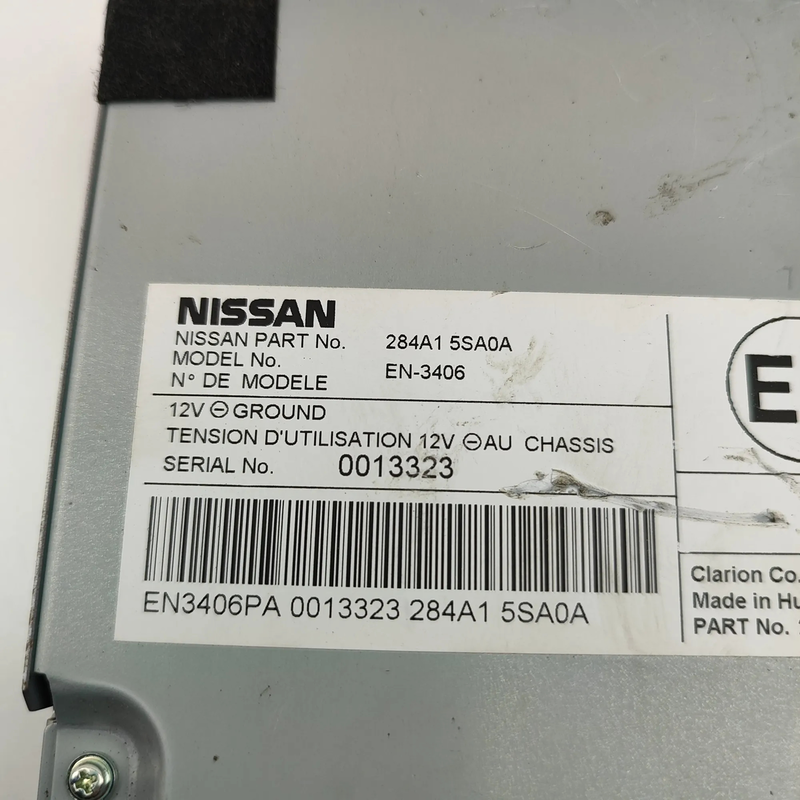 NISSAN
NISSAN PART No. 284A1 5SA0A
MODEL No. EN-3406
N° DE MODELE
12V ⊖ GROUND
TENSION D'UTILISATION 12V ⊖ AU CHASSIS
SERIAL No. 0013323
EN3406PA 0013323 284A1 5SA0A
E
Clarion Co.
Made in
PART No.